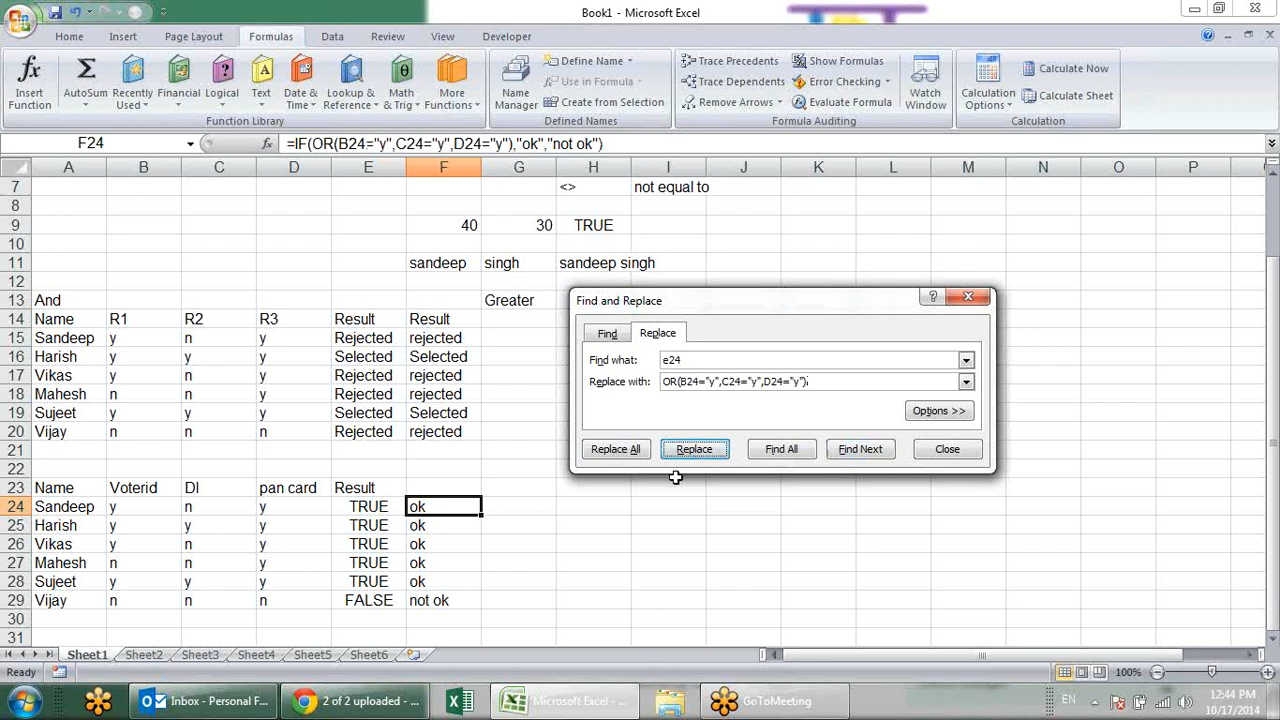 Book1 - Microsoft Excel
Home Insert Page Layout Formulas Data Review View Developer
Insert Function
AutoSum
Recently Used
Financial
Logical
Text
Date & Time
Lookup & Reference
Math & Trig
More Functions
Function Library
Name Manager
Define Name
Use in Formula
Create from Selection
Defined Names
Trace Precedents
Trace Dependents
Remove Arrows
Show Formulas
Error Checking
Evaluate Formula
Formula Auditing
Watch Window
Calculation Options
Calculate Now
Calculate Sheet
Calculation
F24 fx =IF(OR(B24="y",C24="y",D24="y"),"ok","not ok")
A B C D E F G H I J K L M N O P
7 <> not equal to
8
9 40 30 TRUE
10
11 sandeep singh sandeep singh
12
13 And Greater
14 Name R1 R2 R3 Result Result
15 Sandeep y n y Rejected rejected
16 Harish y y y Selected Selected
17 Vikas y n y Rejected rejected
18 Mahesh n n y Rejected rejected
19 Sujeet y y y Selected Selected
20 Vijay n n n Rejected rejected
21
22
23 Name Voterid Dl pan card Result
24 Sandeep y n y TRUE ok
25 Harish y y y TRUE ok
26 Vikas y n y TRUE ok
27 Mahesh n n y TRUE ok
28 Sujeet y y y TRUE ok
29 Vijay n n n FALSE not ok
30
31
Find and Replace
Find Replace
Find what: e24
Replace with: OR(B24="y",C24="y",D24="y")
Options >>
Replace All Replace Find All Find Next Close
Sheet1 Sheet2 Sheet3 Sheet4 Sheet5 Sheet6
Ready 100%
Inbox - Personal F...
2 of 2 uploaded - ...
Microsoft Excel - ...
GoToMeeting
EN
12:44 PM
10/17/2014